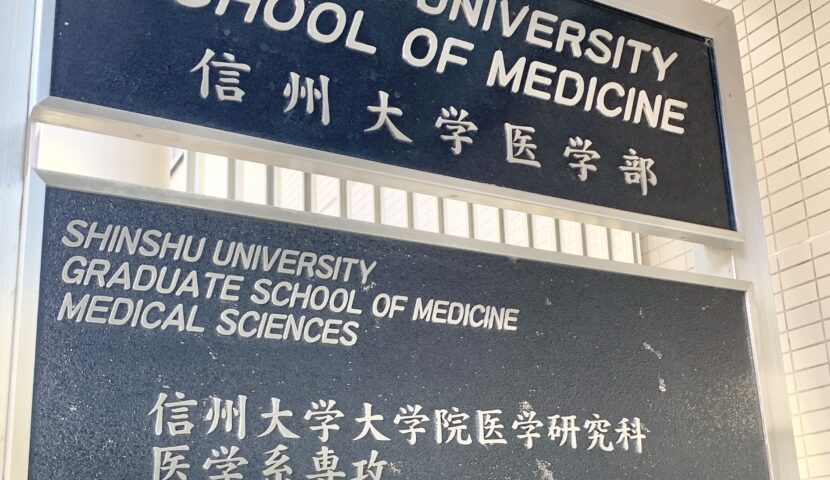 UNIVERSITY
SCHOOL OF MEDICINE
信州大学医学部
SHINSHU UNIVERSITY
GRADUATE SCHOOL OF MEDICINE
MEDICAL SCIENCES
信州大学大学院医学研究科
医学系専攻